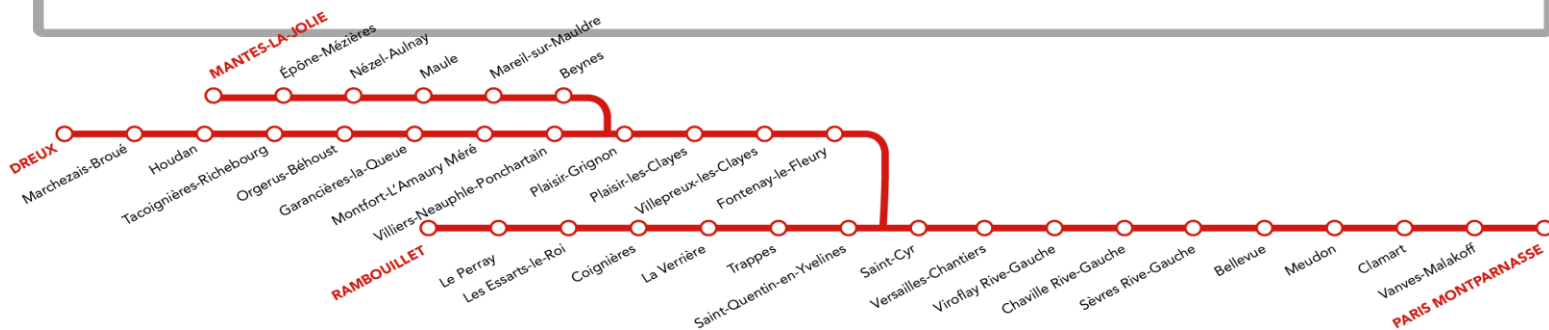 MANTES-LA-JOLIE
Épône-Mézières
Nézel-Aulnay
Maule
Mareil-sur-Mauldre
Beynes
DREUX
Marchezais-Broué
Houdan
Tacoignières-Richebourg
Orgerus-Béhoust
Garancières-la-Queue
Montfort-L'Amaury Méré
Villiers-Neauphle-Ponchartain
Plaisir-Grignon
Plaisir-les-Clayes
Villepreux-les-Clayes
Fontenay-le-Fleury
RAMBOUILLET
Le Perray
Les Essarts-le-Roi
Coignières
La Verrière
Trappes
Saint-Quentin-en-Yvelines
Saint-Cyr
Versailles-Chantiers
Viroflay Rive-Gauche
Chaville Rive-Gauche
Sèvres Rive-Gauche
Bellevue
Meudon
Clamart
Vanves-Malakoff
PARIS MONTPARNASSE